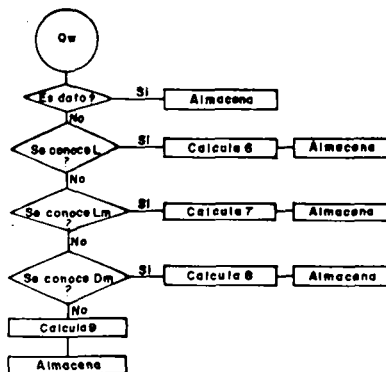 Qw
Es dato?
Si
Almacena
No
Se conoce L
?
Si
Calcula 6
Almacena
No
Se conoce Lm
?
Si
Calcula 7
Almacena
No
Se conoce Dm
?
Si
Calcula 8
Almacena
No
Calcula 9
Almacena